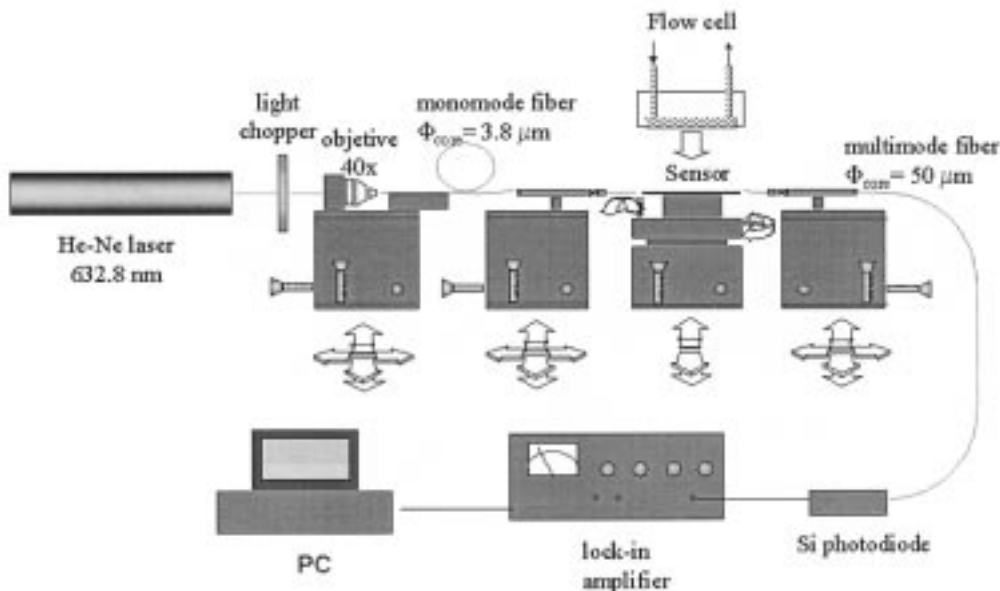 Flow cell
light
chopper
objetive
40x
monomode fiber
Φcore= 3.8 μm
Sensor
multimode fiber
Φcore= 50 μm
He-Ne laser
632.8 nm
PC
lock-in
amplifier
Si photodiode